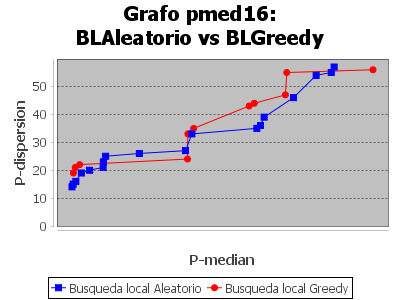 Grafo pmed16:
BLAleatorio vs BLGreedy
P-dispersion
50
40
30
20
10
0
P-median
Busqueda local Aleatorio
Busqueda local Greedy